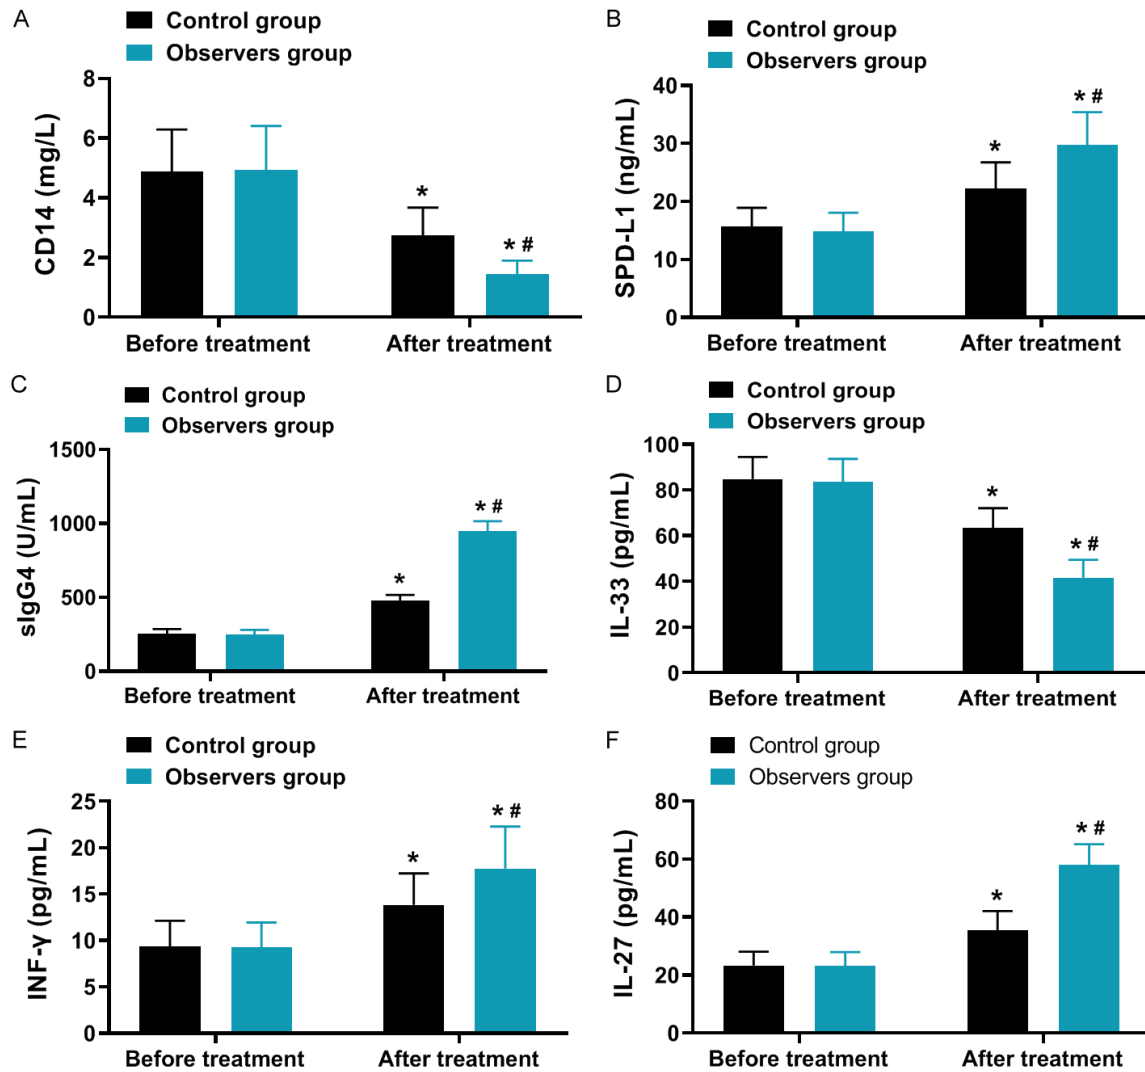 A
Control group
Observers group
CD14 (mg/L)
8
6
4
2
0
*
* #
Before treatment
After treatment
B
Control group
Observers group
SPD-L1 (ng/mL)
40
30
20
10
0
*
* #
Before treatment
After treatment
C
Control group
Observers group
sIgG4 (U/mL)
1500
1000
500
0
*
* #
Before treatment
After treatment
D
Control group
Observers group
IL-33 (pg/mL)
100
80
60
40
20
0
*
* #
Before treatment
After treatment
E
Control group
Observers group
INF-γ (pg/mL)
25
20
15
10
5
0
*
* #
Before treatment
After treatment
F
Control group
Observers group
IL-27 (pg/mL)
80
60
40
20
0
*
* #
Before treatment
After treatment